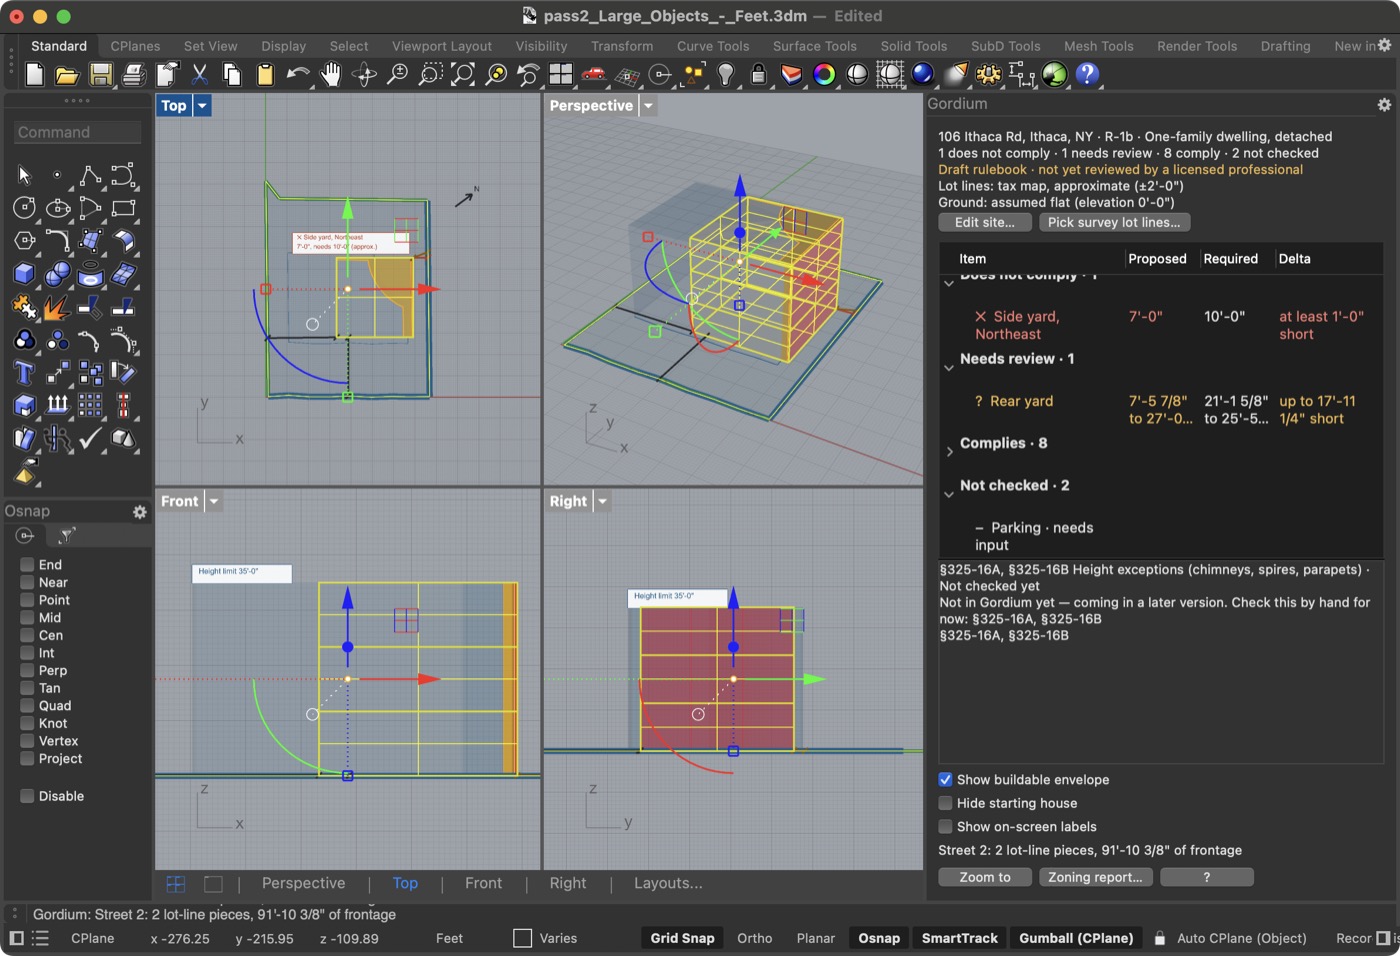 pass2_Large_Objects_-_Feet.3dm — Edited
Standard CPlanes Set View Display Select Viewport Layout Visibility Transform Curve Tools Surface Tools Solid Tools SubD Tools Mesh Tools Render Tools Drafting New in
Command
Osnap
End
Near
Point
Mid
Cen
Int
Perp
Tan
Quad
Knot
Vertex
Project
Disable
Top
N
✕ Side yard, Northeast
7'-0", needs 10'-0" (approx.)
y
x
Perspective
z
y
x
Front
Height limit 35'-0"
z
x
Right
Height limit 35'-0"
z
y
Perspective Top Front Right Layouts...
Gordium
106 Ithaca Rd, Ithaca, NY · R-1b · One-family dwelling, detached
1 does not comply · 1 needs review · 8 comply · 2 not checked
Draft rulebook · not yet reviewed by a licensed professional
Lot lines: tax map, approximate (±2'-0")
Ground: assumed flat (elevation 0'-0")
Edit site... Pick survey lot lines...
Item Proposed Required Delta
Does not comply · 1
✕ Side yard, Northeast 7'-0" 10'-0" at least 1'-0" short
Needs review · 1
? Rear yard 7'-5 7/8" to 27'-0... 21'-1 5/8" to 25'-5... up to 17'-11 1/4" short
Complies · 8
Not checked · 2
– Parking · needs input
§325-16A, §325-16B Height exceptions (chimneys, spires, parapets) ·
Not checked yet
Not in Gordium yet — coming in a later version. Check this by hand for
now: §325-16A, §325-16B
§325-16A, §325-16B
Show buildable envelope
Hide starting house
Show on-screen labels
Street 2: 2 lot-line pieces, 91'-10 3/8" of frontage
Zoom to Zoning report... ?
Gordium: Street 2: 2 lot-line pieces, 91'-10 3/8" of frontage
CPlane x -276.25 y -215.95 z -109.89 Feet Varies Grid Snap Ortho Planar Osnap SmartTrack Gumball (CPlane) Auto CPlane (Object) Recor